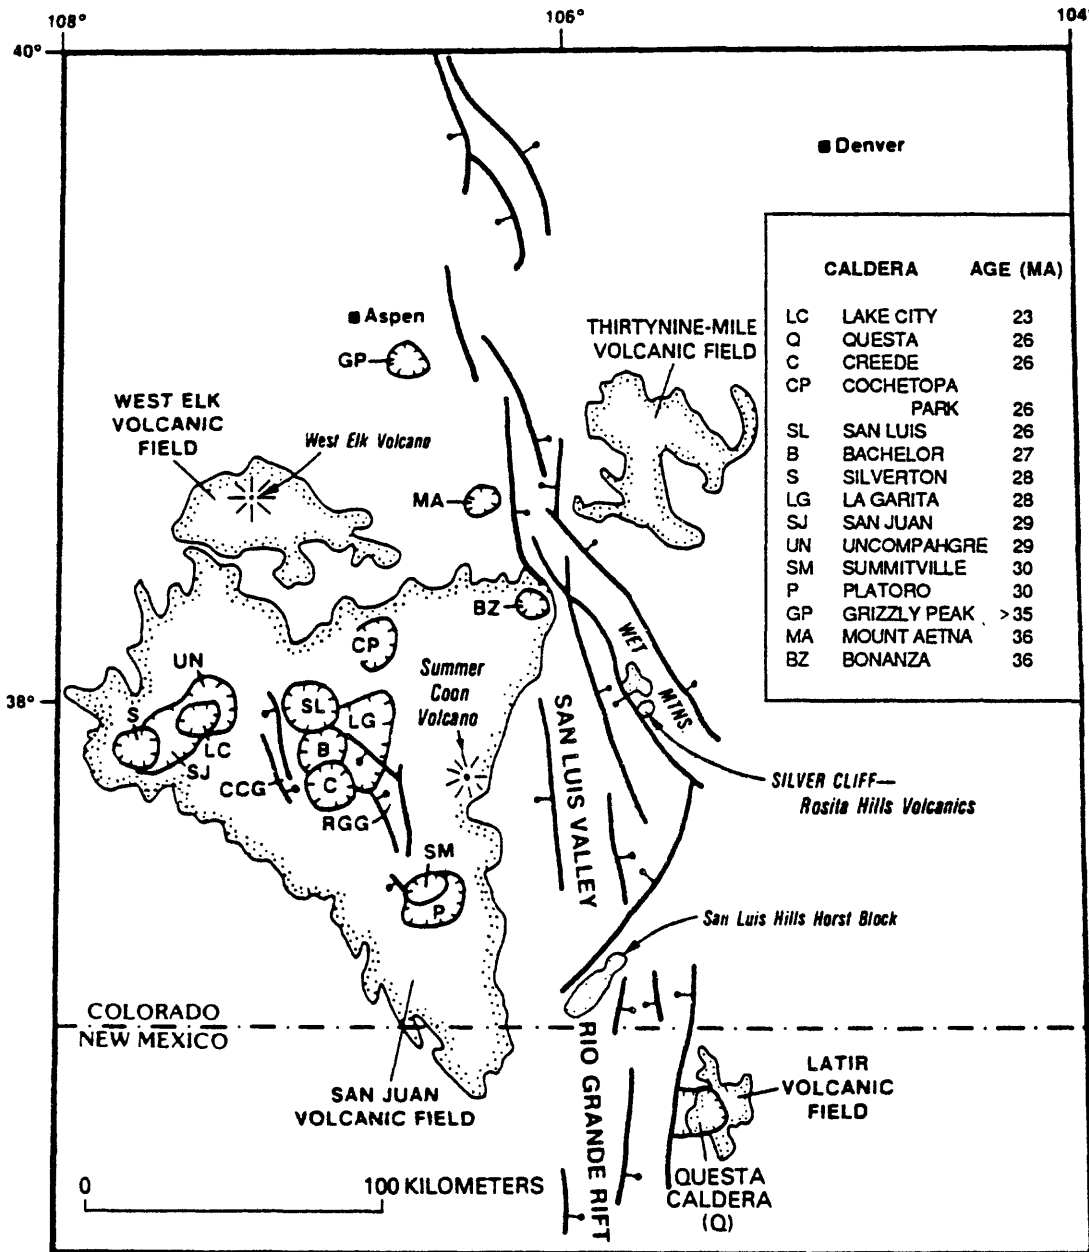 108°
106°
104°
40°
Denver
CALDERA AGE (MA)
LC LAKE CITY 23
Q QUESTA 26
C CREEDE 26
CP COCHETOPA
PARK 26
SL SAN LUIS 26
B BACHELOR 27
S SILVERTON 28
LG LA GARITA 28
SJ SAN JUAN 29
UN UNCOMPAHGRE 29
SM SUMMITVILLE 30
P PLATORO 30
GP GRIZZLY PEAK >35
MA MOUNT AETNA 36
BZ BONANZA 36
Aspen
GP
THIRTYNINE-MILE
VOLCANIC FIELD
WEST ELK
VOLCANIC
FIELD
West Elk Volcano
MA
BZ
CP
UN
Summer
Coon
Volcano
WET
MTNS
38°
S
SL
LG
LC
SJ
B
CCG
C
RGG
SAN LUIS VALLEY
SILVER CLIFF—
Rosita Hills Volcanics
SM
P
San Luis Hills Horst Block
COLORADO
NEW MEXICO
RIO GRANDE RIFT
SAN JUAN
VOLCANIC FIELD
LATIR
VOLCANIC
FIELD
QUESTA
CALDERA
(Q)
0 100 KILOMETERS